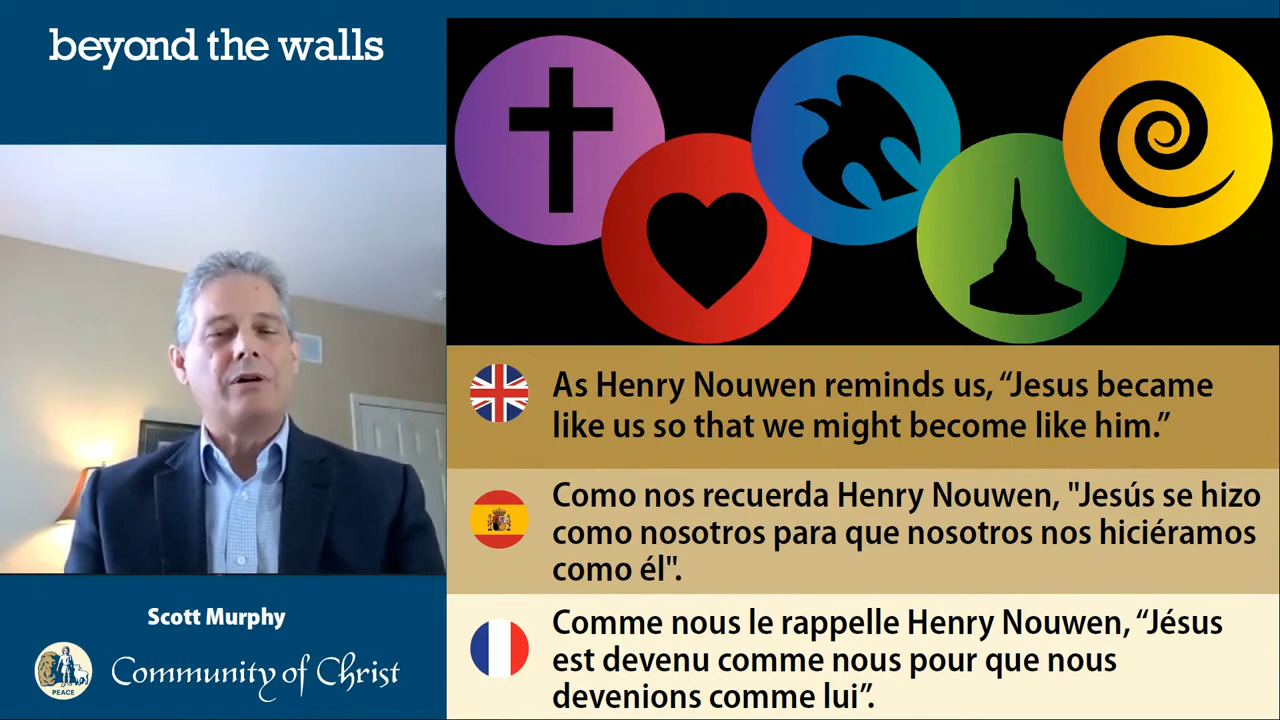 beyond the walls
As Henry Nouwen reminds us, “Jesus became
like us so that we might become like him.”
Como nos recuerda Henry Nouwen, "Jesús se hizo
como nosotros para que nosotros nos hiciéramos
como él".
Comme nous le rappelle Henry Nouwen, “Jésus
est devenu comme nous pour que nous
devenions comme lui”.
Scott Murphy
PEACE
Community of Christ